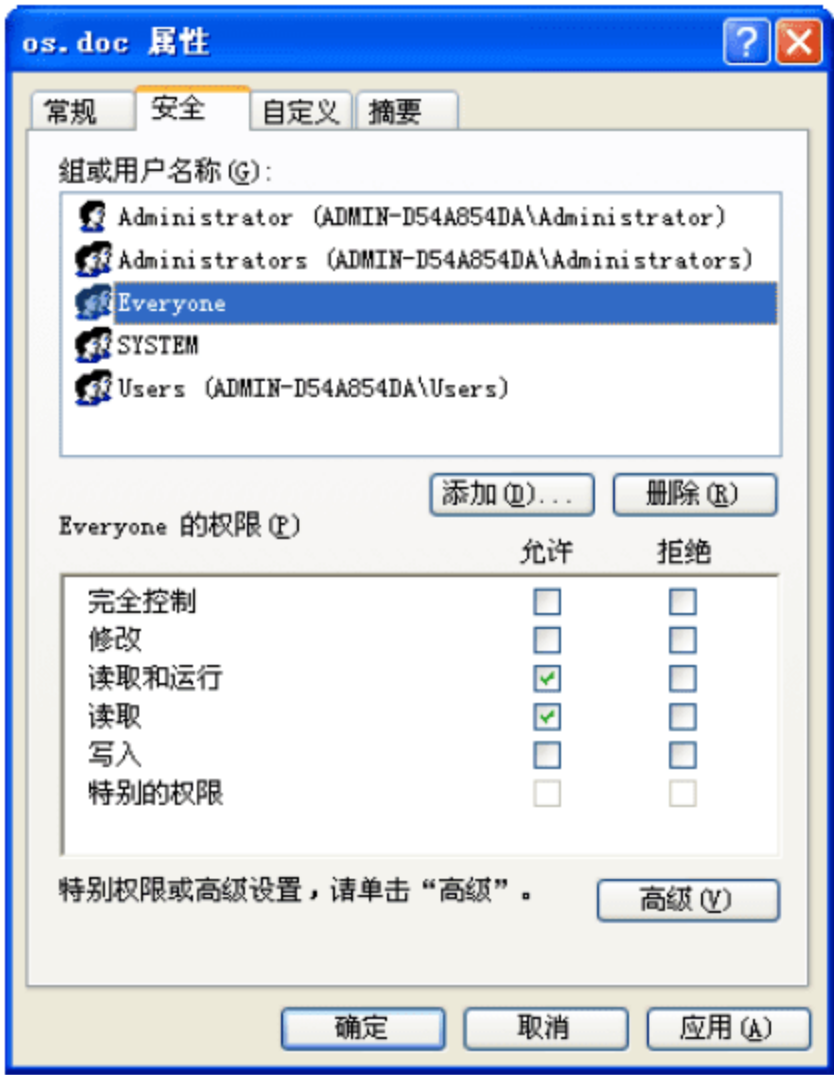 os.doc 属性
常规 安全 自定义 摘要
组或用户名称(G):
Administrator (ADMIN-D54A854DA\Administrator)
Administrators (ADMIN-D54A854DA\Administrators)
Everyone
SYSTEM
Users (ADMIN-D54A854DA\Users)
添加(D)... 删除(R)
Everyone 的权限(P)
允许 拒绝
完全控制
修改
读取和运行
读取
写入
特别的权限
特别权限或高级设置，请单击“高级”。
高级(V)
确定 取消 应用(A)